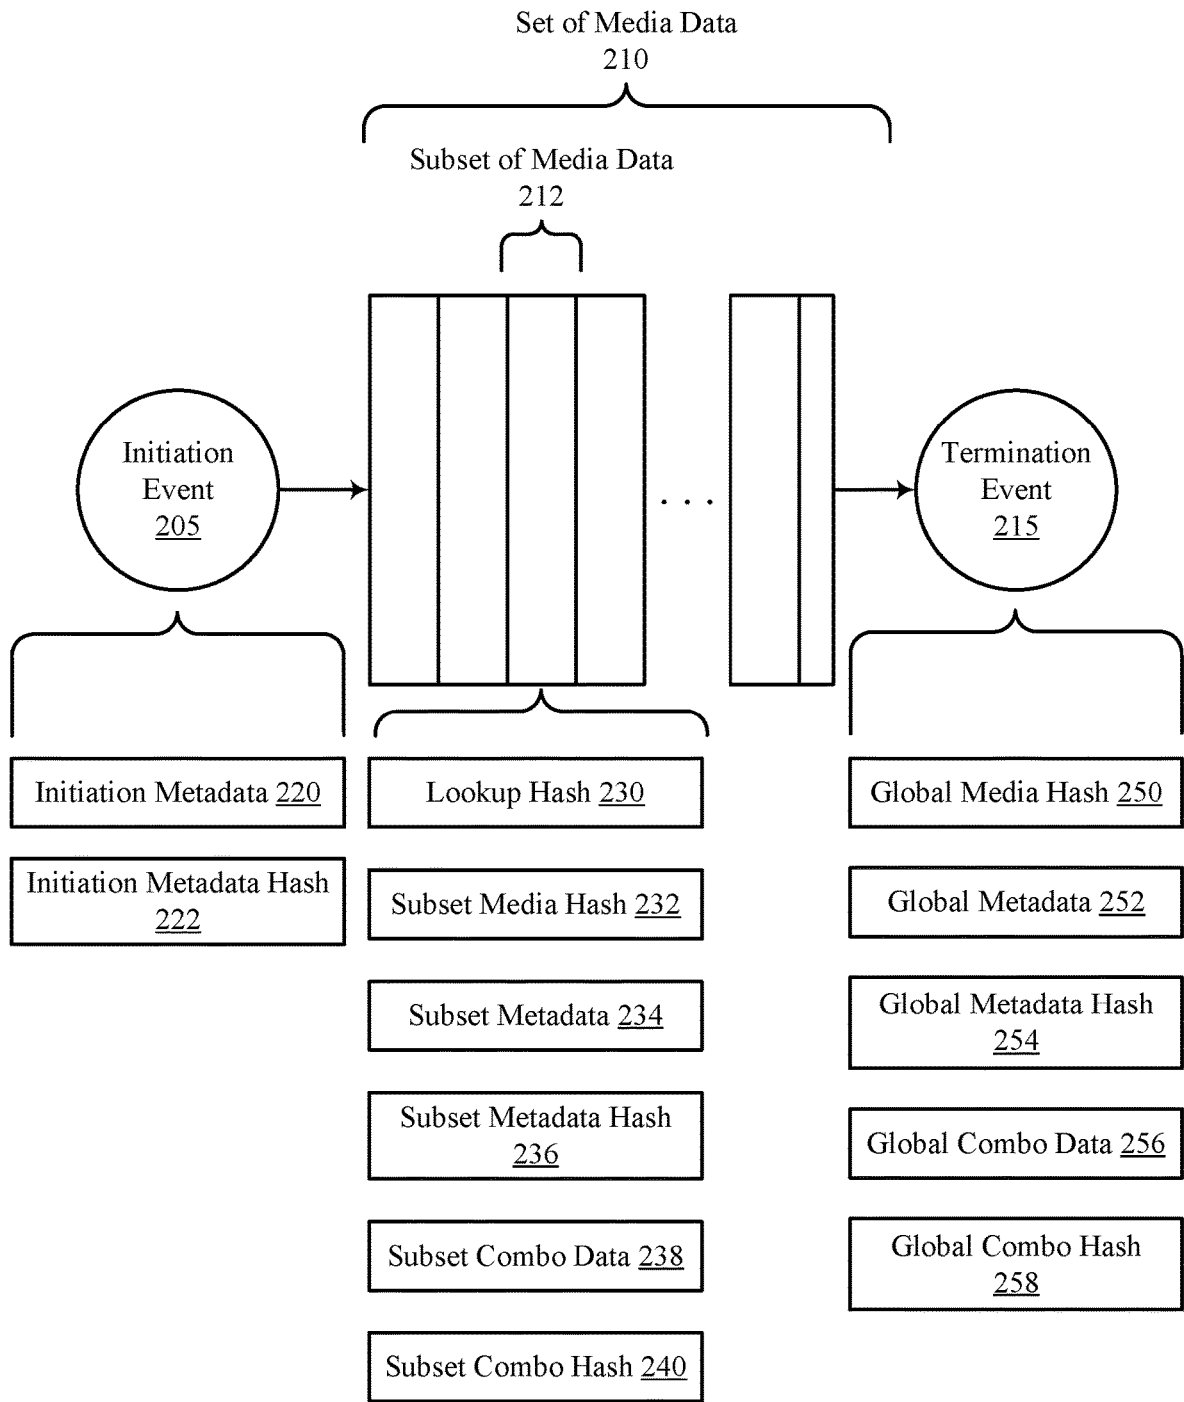 Set of Media Data
210
Subset of Media Data
212
Initiation
Event
205
. . .
Termination
Event
215
Initiation Metadata 220
Initiation Metadata Hash
222
Lookup Hash 230
Subset Media Hash 232
Subset Metadata 234
Subset Metadata Hash
236
Subset Combo Data 238
Subset Combo Hash 240
Global Media Hash 250
Global Metadata 252
Global Metadata Hash
254
Global Combo Data 256
Global Combo Hash
258